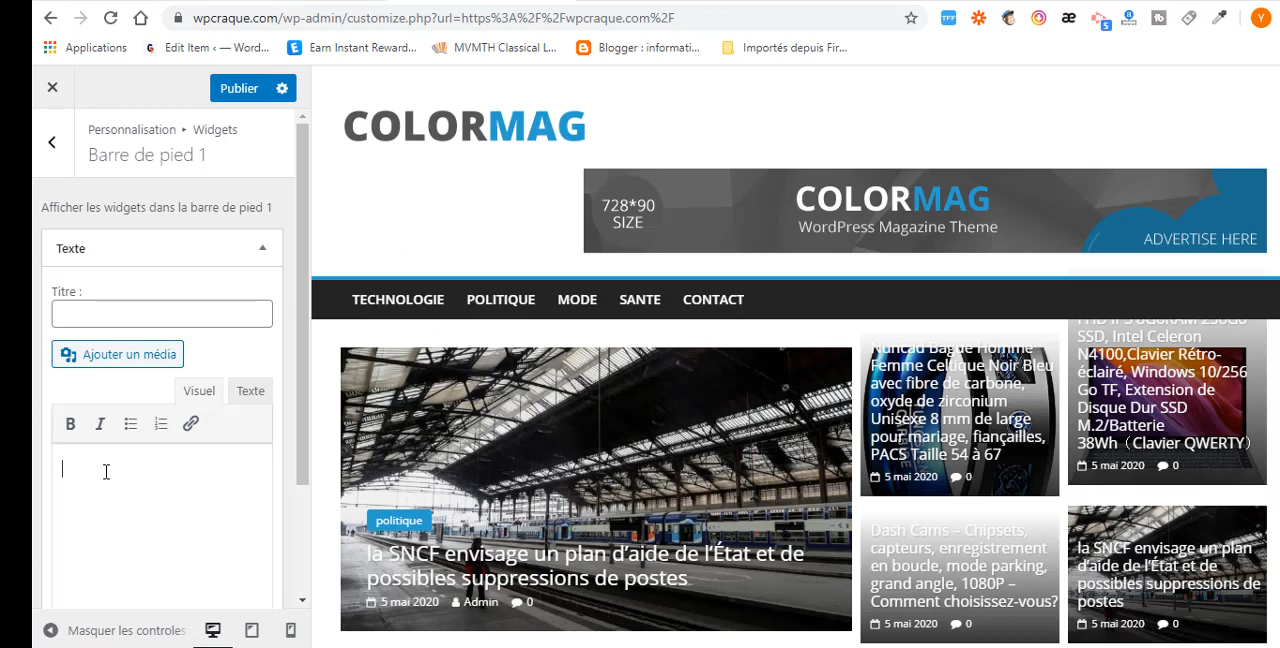 wpcraque.com/wp-admin/customize.php?url=https%3A%2F%2Fwpcraque.com%2F
Y
Applications
Edit Item ‹ — Word...
Earn Instant Reward...
MVMTH Classical L...
Blogger : informati...
Importés depuis Fir...
Publier
Personnalisation ▸ Widgets
Barre de pied 1
Afficher les widgets dans la barre de pied 1
Texte
Titre :
Ajouter un média
Visuel
Texte
B I
Masquer les controles
COLORMAG
728*90
SIZE
COLORMAG
WordPress Magazine Theme
ADVERTISE HERE
TECHNOLOGIE
POLITIQUE
MODE
SANTE
CONTACT
politique
la SNCF envisage un plan d'aide de l'État et de
possibles suppressions de postes
5 mai 2020
Admin
0
Nuncad Bague Homme
Femme Celtique Noir Bleu
avec fibre de carbone,
oxyde de zirconium
Unisexe 8 mm de large
pour mariage, fiançailles,
PACS Taille 54 à 67
5 mai 2020
0
SSD, Intel Celeron
N4100,Clavier Rétro-
éclairé, Windows 10/256
Go TF, Extension de
Disque Dur SSD
M.2/Batterie
38Wh（Clavier QWERTY）
5 mai 2020
0
Dash Cams – Chipsets,
capteurs, enregistrement
en boucle, mode parking,
grand angle, 1080P –
Comment choisissez-vous?
5 mai 2020
0
la SNCF envisage un plan
d'aide de l'État et de
possibles suppressions de
postes
5 mai 2020
0